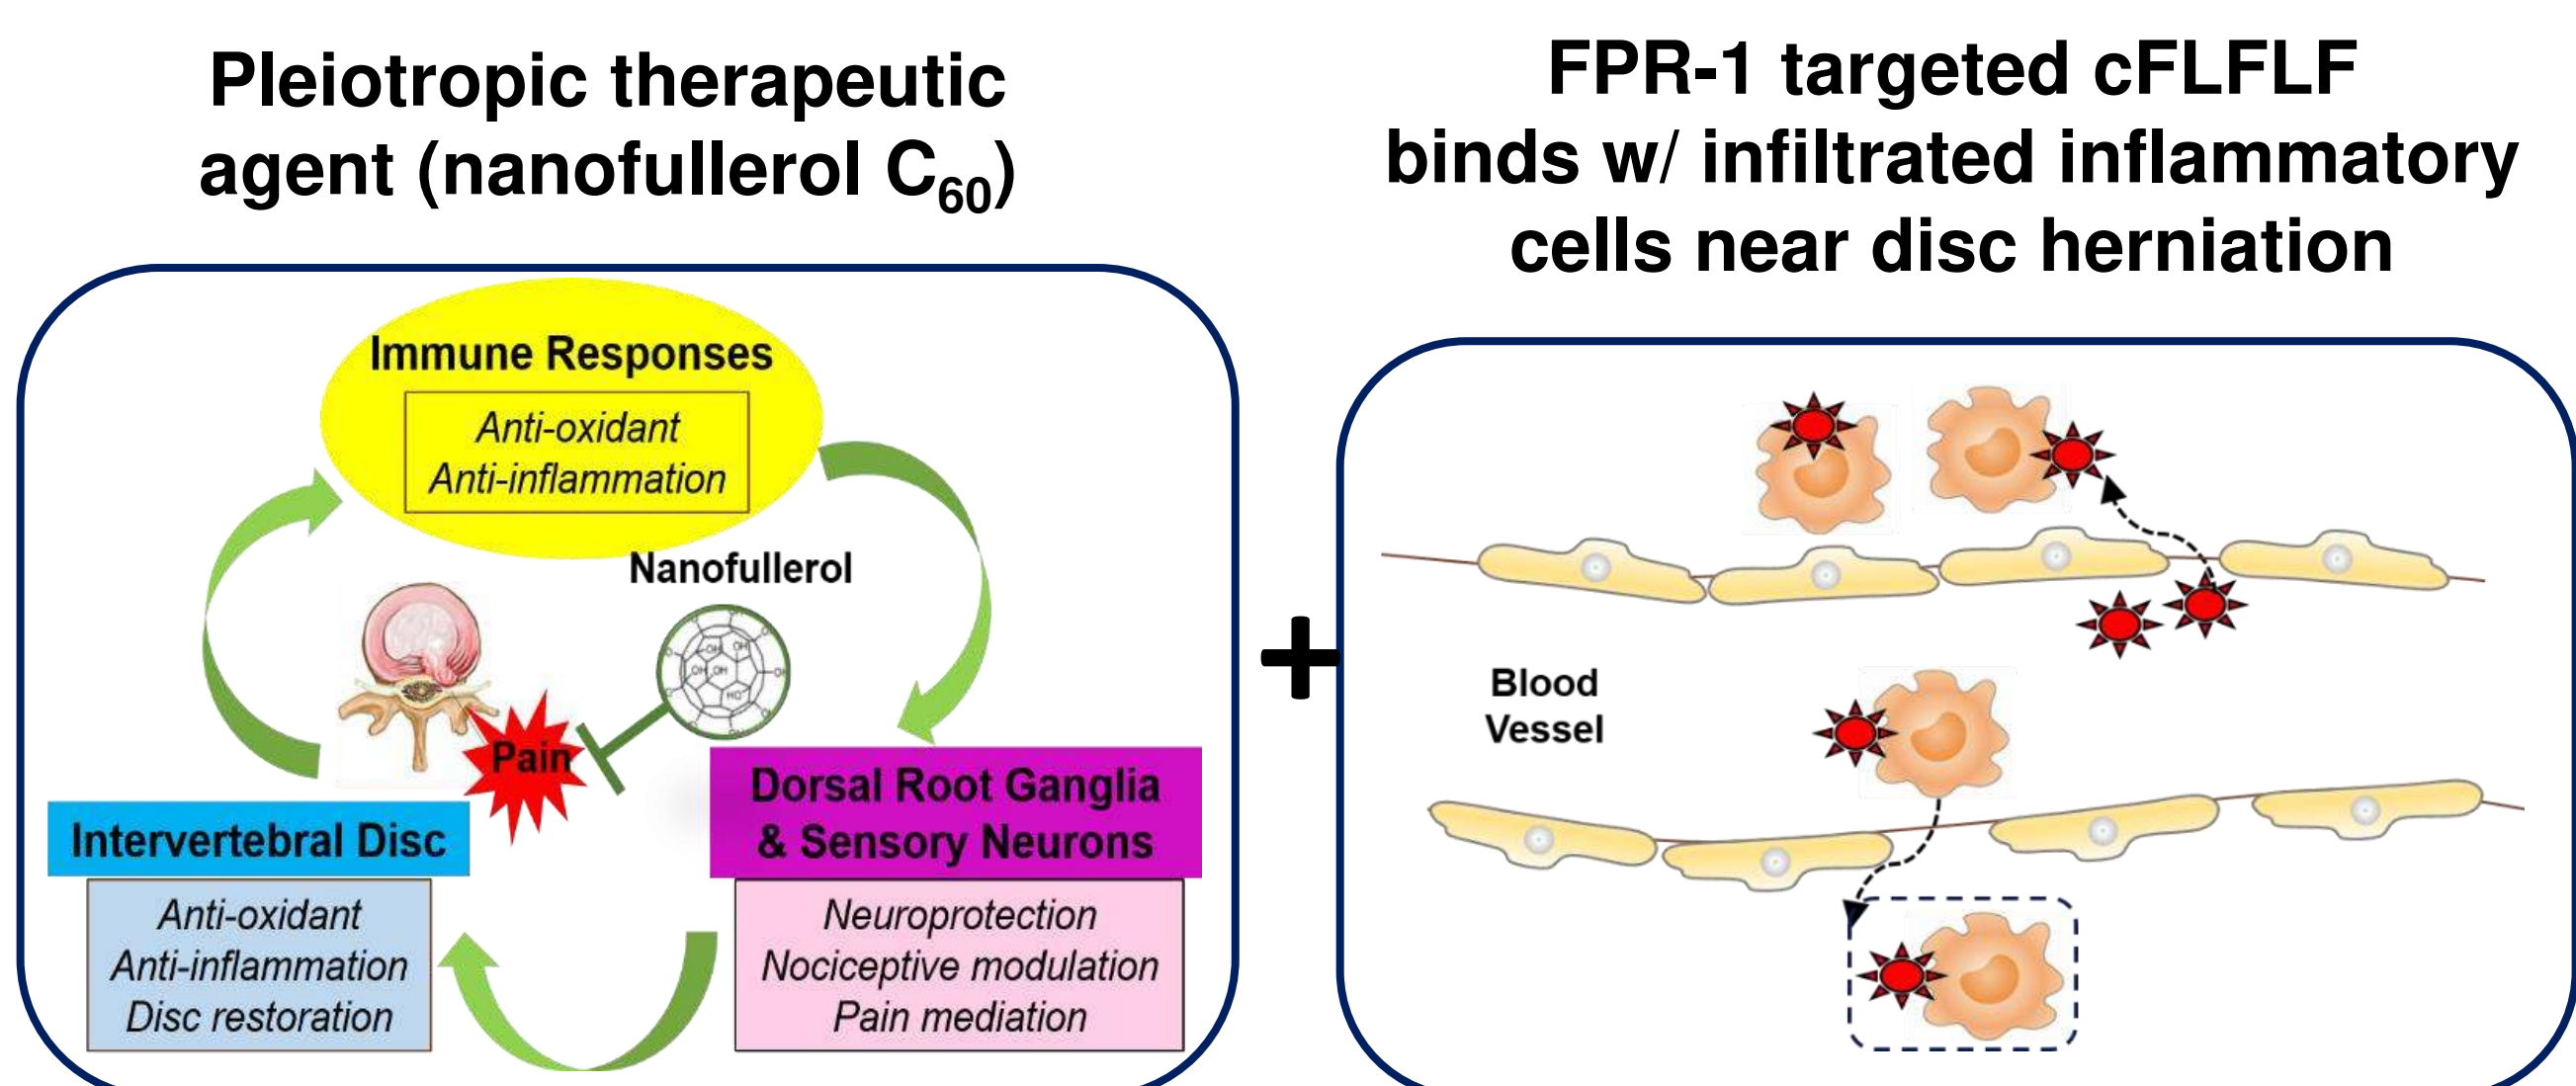 Pleiotropic therapeutic
agent (nanofullerol C₆₀)
Immune Responses
Anti-oxidant
Anti-inflammation
Nanofullerol
Pain
Intervertebral Disc
Anti-oxidant
Anti-inflammation
Disc restoration
Dorsal Root Ganglia
& Sensory Neurons
Neuroprotection
Nociceptive modulation
Pain mediation
+
FPR-1 targeted cFLFLF
binds w/ infiltrated inflammatory
cells near disc herniation
Blood
Vessel